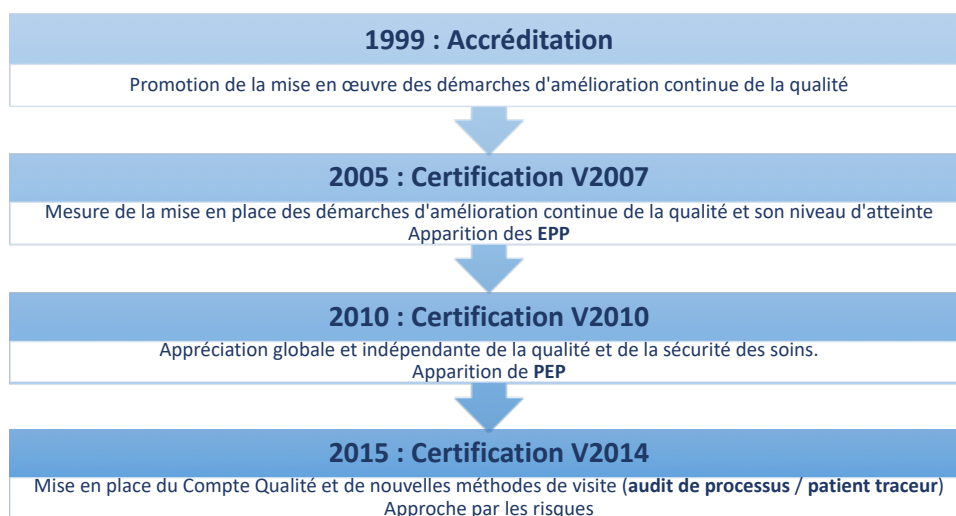 1999 : Accréditation
Promotion de la mise en œuvre des démarches d'amélioration continue de la qualité
2005 : Certification V2007
Mesure de la mise en place des démarches d'amélioration continue de la qualité et son niveau d'atteinte
Apparition des EPP
2010 : Certification V2010
Appréciation globale et indépendante de la qualité et de la sécurité des soins.
Apparition de PEP
2015 : Certification V2014
Mise en place du Compte Qualité et de nouvelles méthodes de visite (audit de processus / patient traceur)
Approche par les risques